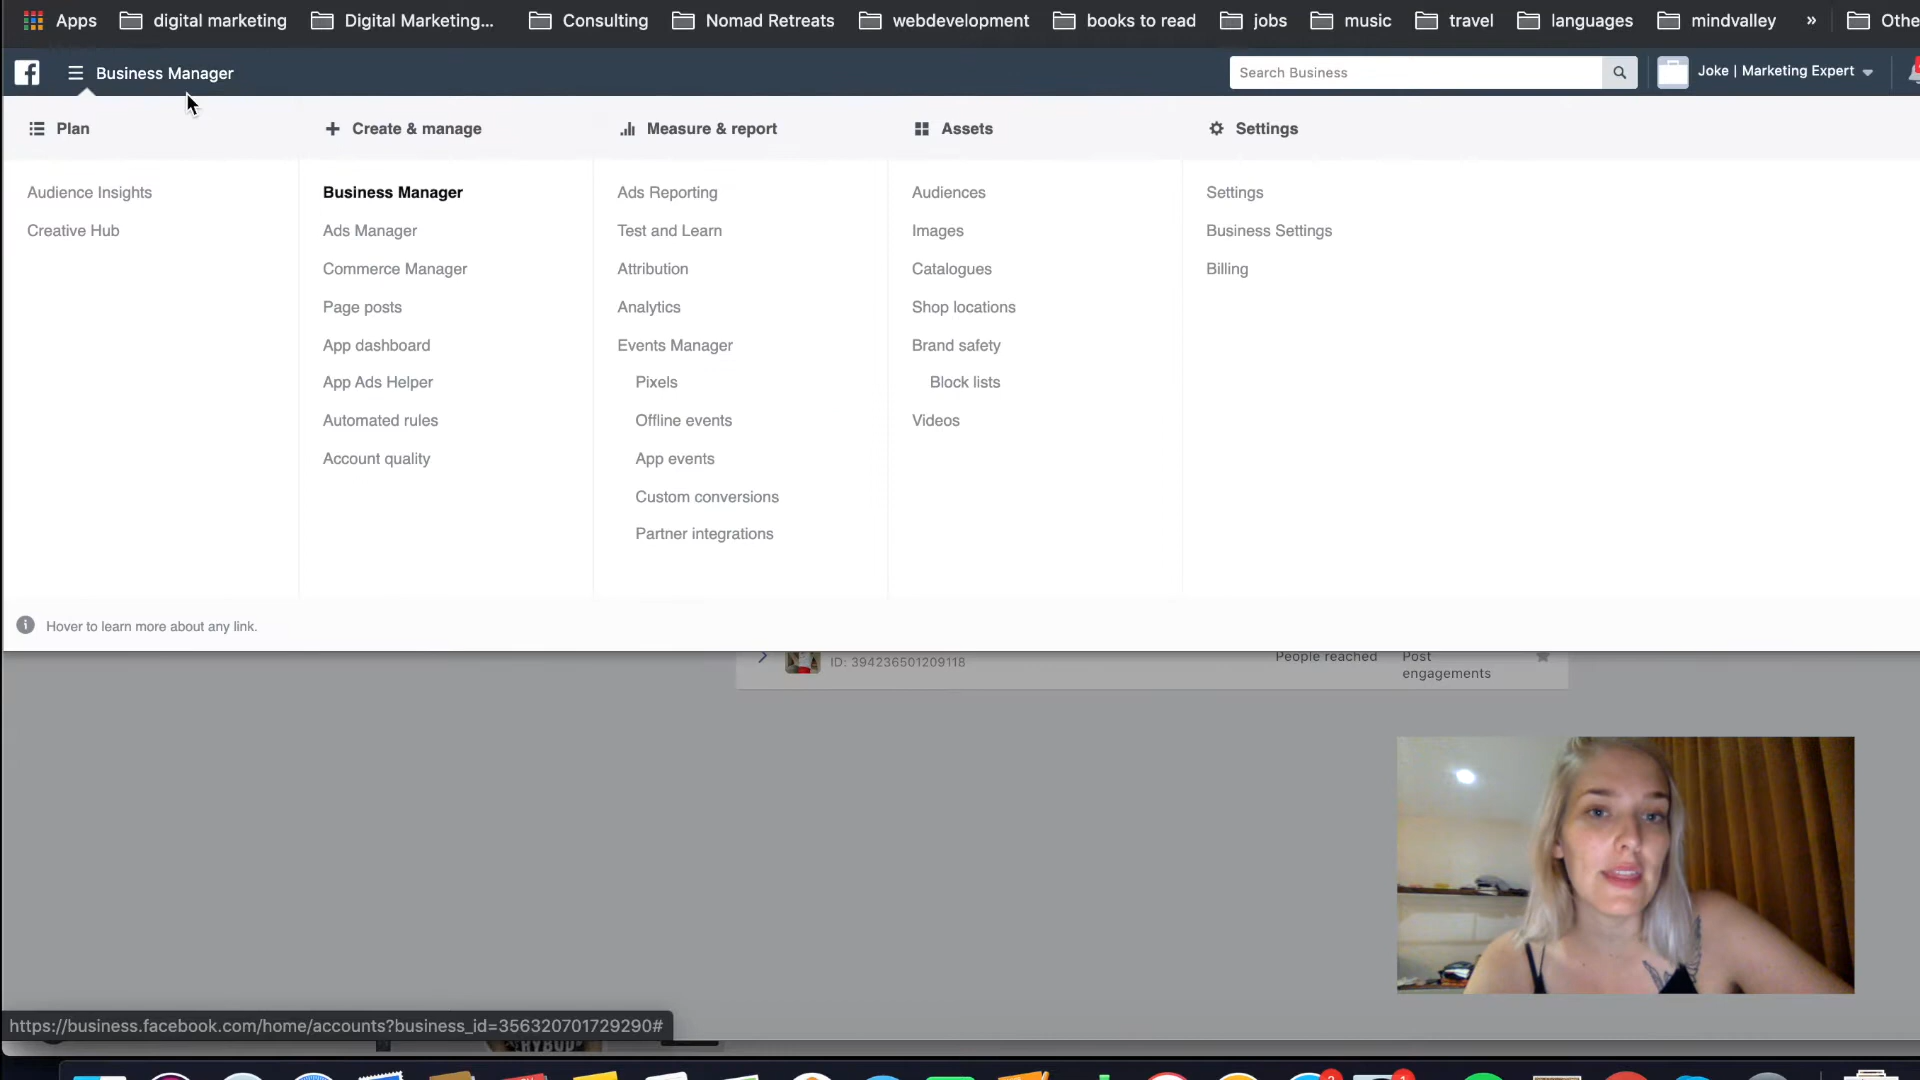 Apps digital marketing Digital Marketing... Consulting Nomad Retreats webdevelopment books to read jobs music travel languages mindvalley » Othe
Business Manager Search Business Joke | Marketing Expert
Plan Create & manage Measure & report Assets Settings
Audience Insights Business Manager Ads Reporting Audiences Settings
Creative Hub Ads Manager Test and Learn Images Business Settings
Commerce Manager Attribution Catalogues Billing
Page posts Analytics Shop locations
App dashboard Events Manager Brand safety
App Ads Helper Pixels Block lists
Automated rules Offline events Videos
Account quality App events
Custom conversions
Partner integrations
Hover to learn more about any link.
ID: 394236501209118 People reached Post
engagements
https://business.facebook.com/home/accounts?business_id=356320701729290#